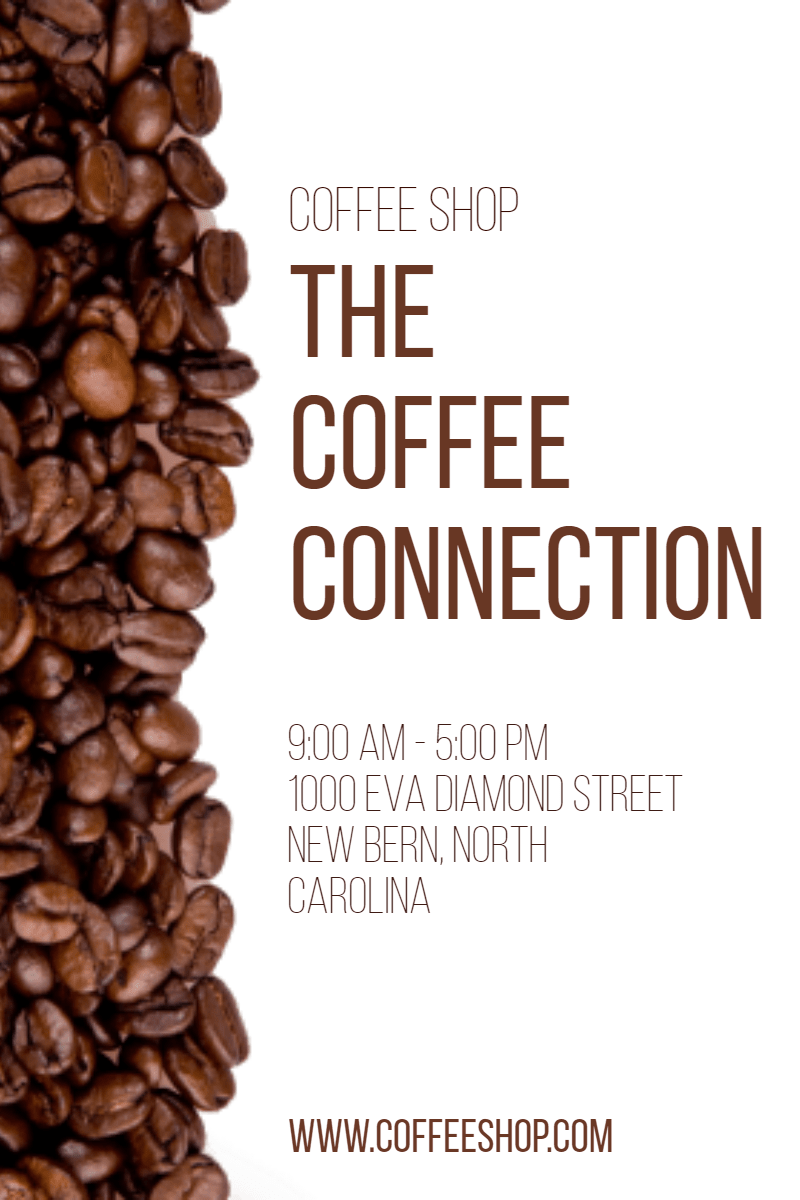 COFFEE SHOP
THE
COFFEE
CONNECTION
9:00 AM - 5:00 PM
1000 EVA DIAMOND STREET
NEW BERN, NORTH
CAROLINA
WWW.COFFEESHOP.COM